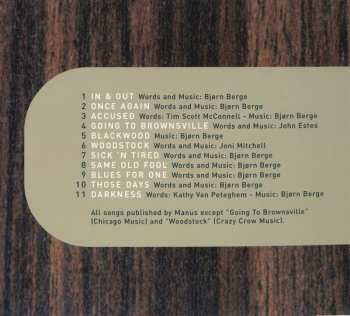 1 IN & OUT Words and Music: Bjørn Berge
2 ONCE AGAIN Words and Music: Bjørn Berge
3 ACCUSED Words: Tim Scott McConnell - Music: Bjørn Berge
4 GOING TO BROWNSVILLE Words and Music: John Estes
5 BLACKWOOD Music: Bjørn Berge
6 WOODSTOCK Words and Music: Joni Mitchell
7 SICK 'N TIRED Words and Music: Bjørn Berge
8 SAME OLD FOOL Words and Music: Bjørn Berge
9 BLUES FOR ONE Words and Music: Bjørn Berge
10 THOSE DAYS Words and Music: Bjørn Berge
11 DARKNESS Words: Kathy Van Peteghem - Music: Bjørn Berge
All songs published by Manus except "Going To Brownsville"
(Chicago Music) and "Woodstock" (Crazy Crow Music).